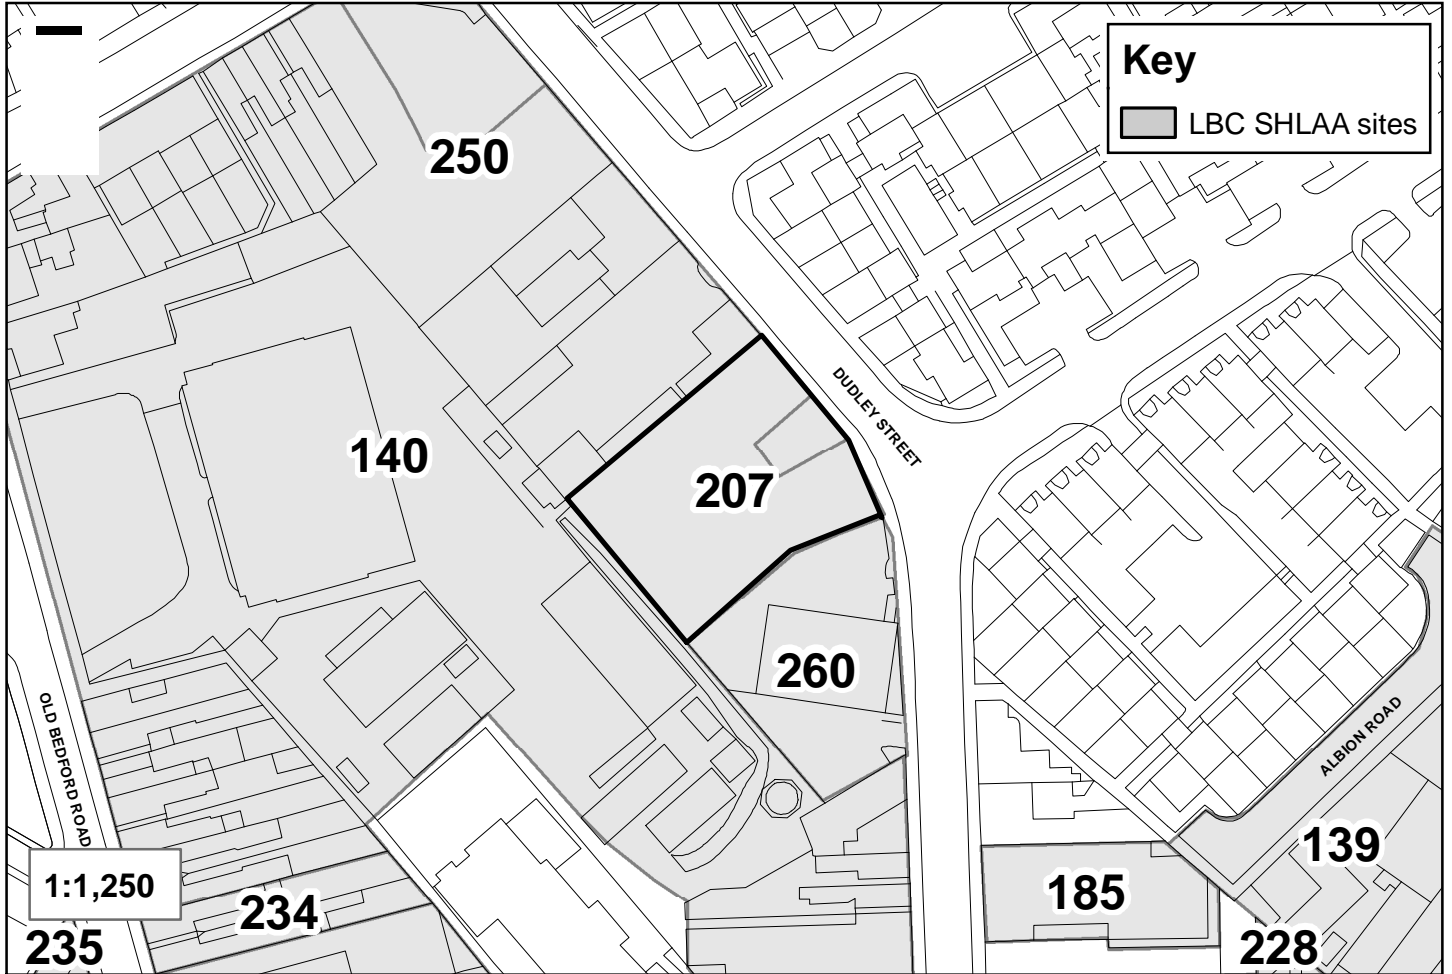 Key
LBC SHLAA sites
250
DUDLEY STREET
140
207
260
OLD BEDFORD ROAD
ALBION ROAD
139
1:1,250
234
185
235
228